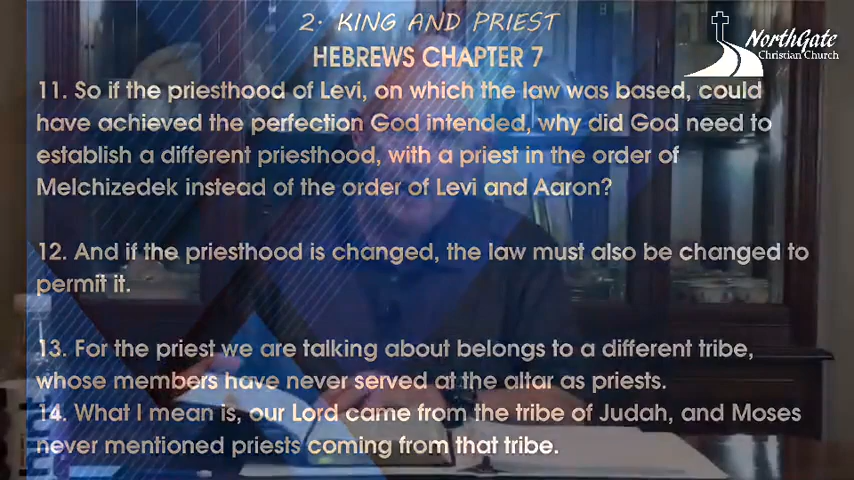 2. KING AND PRIEST
HEBREWS CHAPTER 7
NorthGate
Christian Church
11. So if the priesthood of Levi, on which the law was based, could
have achieved the perfection God intended, why did God need to
establish a different priesthood, with a priest in the order of
Melchizedek instead of the order of Levi and Aaron?
12. And if the priesthood is changed, the law must also be changed to
permit it.
13. For the priest we are talking about belongs to a different tribe,
whose members have never served at the altar as priests.
14. What I mean is, our Lord came from the tribe of Judah, and Moses
never mentioned priests coming from that tribe.